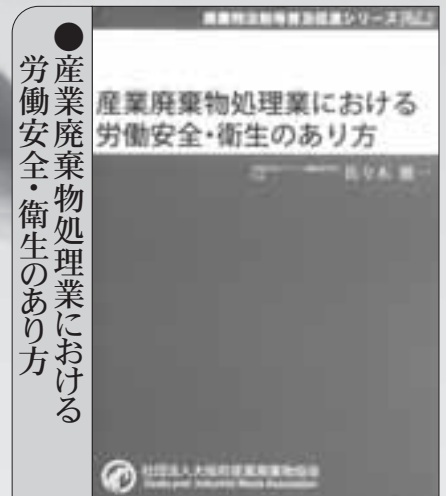 ●産業廃棄物処理業における
労働安全・衛生のあり方
産業廃棄物処理業における
労働安全・衛生のあり方
社団法人大阪府産業廃棄物協会